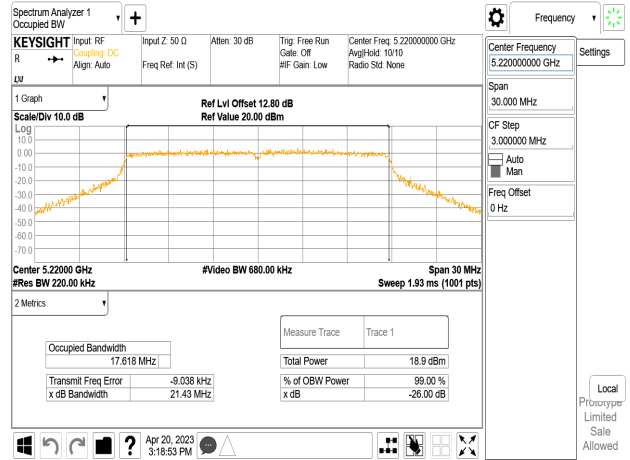 Spectrum Analyzer 1
Occupied BW
Frequency
KEYSIGHT
R
Input: RF
Coupling: DC
Align: Auto
Input Z: 50 Ω
Freq Ref: Int (S)
Atten: 30 dB
Trig: Free Run
Gate: Off
#IF Gain: Low
Center Freq: 5.220000000 GHz
Avg|Hold: 10/10
Radio Std: None
Center Frequency
5.220000000 GHz
Settings
Span
30.000 MHz
CF Step
3.000000 MHz
Auto
Man
Freq Offset
0 Hz
1 Graph
Scale/Div 10.0 dB
Ref Lvl Offset 12.80 dB
Ref Value 20.00 dBm
Log
10.0
0.00
-10.0
-20.0
-30.0
-40.0
-50.0
-60.0
-70.0
Center 5.22000 GHz
#Res BW 220.00 kHz
#Video BW 680.00 kHz
Span 30 MHz
Sweep 1.93 ms (1001 pts)
2 Metrics
Measure Trace
Trace 1
Occupied Bandwidth
17.618 MHz
Total Power
18.9 dBm
Transmit Freq Error
-9.038 kHz
% of OBW Power
99.00 %
x dB Bandwidth
21.43 MHz
x dB
-26.00 dB
Local
Prototype
Limited
Sale
Allowed
?
Apr 20, 2023
3:18:53 PM